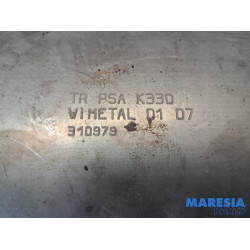 TR PSA K330
WIMETAL 01 07
310979
MARESIA